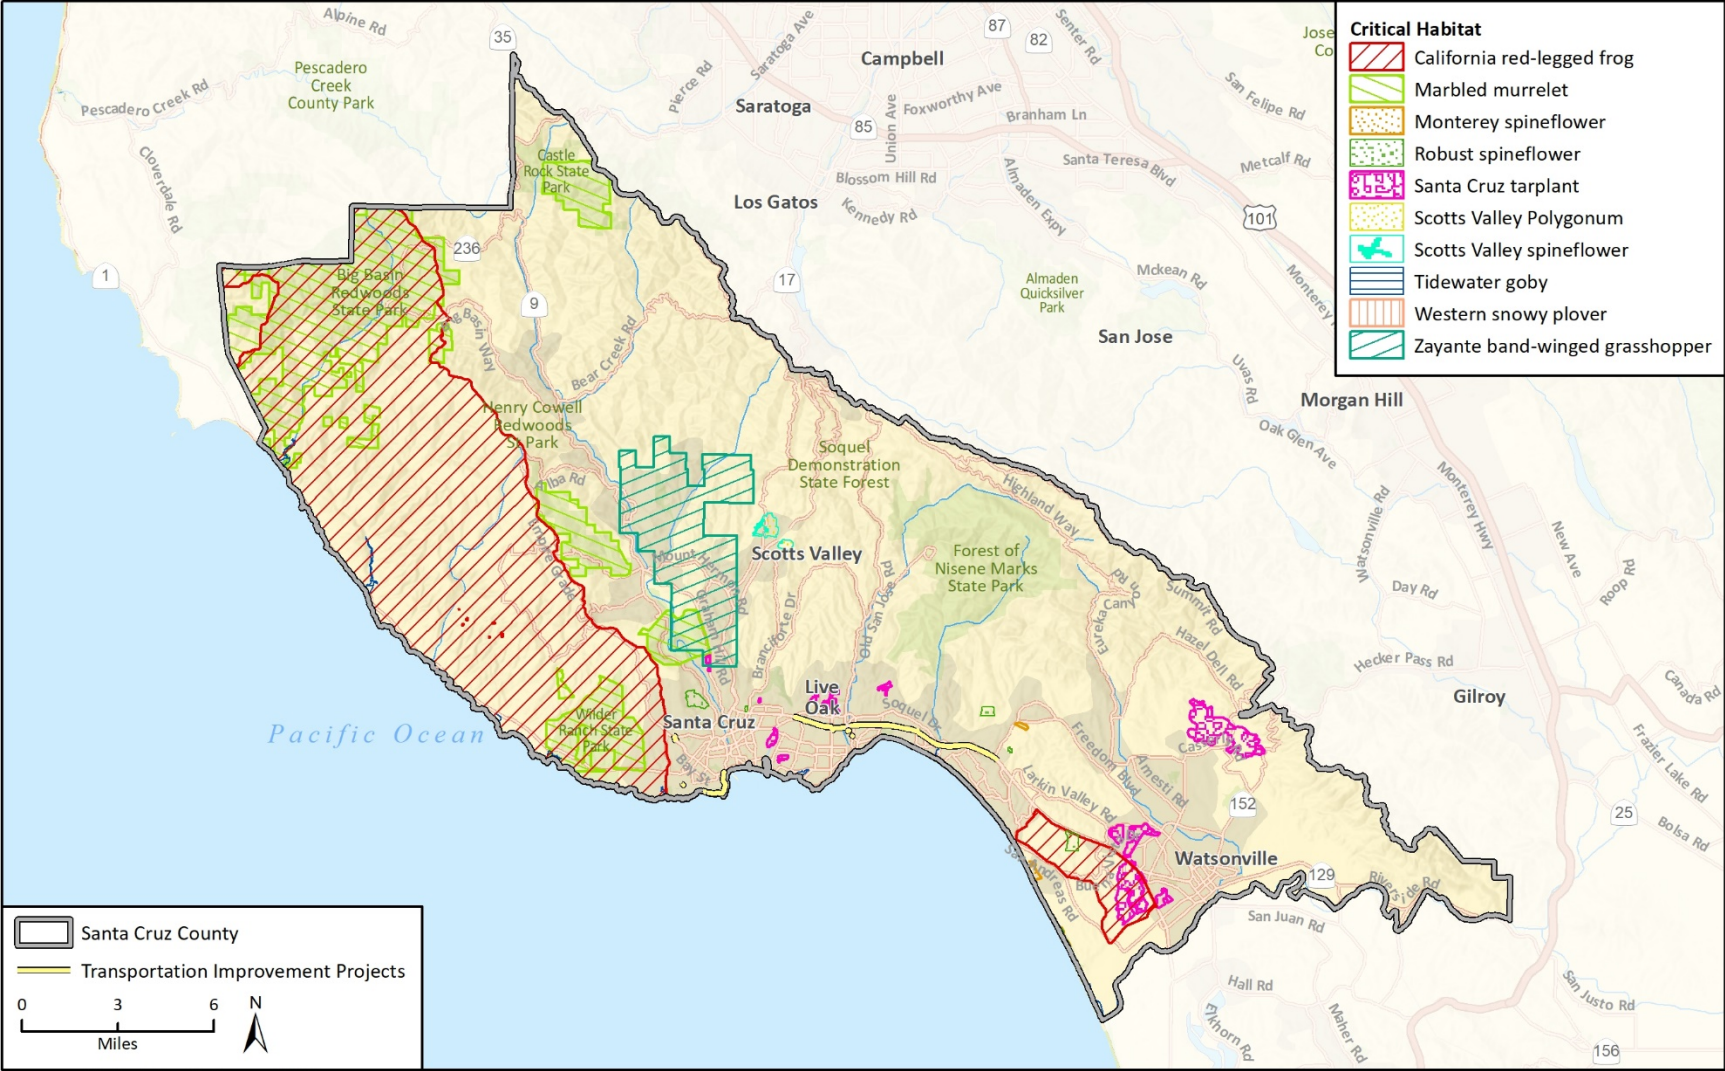 Critical Habitat
California red-legged frog
Marbled murrelet
Monterey spineflower
Robust spineflower
Santa Cruz tarplant
Scotts Valley Polygonum
Scotts Valley spineflower
Tidewater goby
Western snowy plover
Zayante band-winged grasshopper
Alpine Rd
35
Pescadero
Creek
County Park
Pescadero Creek Rd
Cloverdale Rd
1
Pierce Rd
Saratoga Ave
Saratoga
Campbell
87
82
Senter Rd
San Felipe Rd
85
Union Ave
Foxworthy Ave
Branham Ln
Santa Teresa Blvd
Metcalf Rd
Blossom Hill Rd
Almaden Expy
Los Gatos
Kennedy Rd
101
Castle
Rock State
Park
236
9
17
Big Basin
Redwoods
State Park
Basin Way
Bear Creek Rd
Almaden
Quicksilver
Park
Mckean Rd
San Jose
Uvas Rd
Morgan Hill
Oak Glen Ave
Monterey Hwy
Watsonville Rd
New Ave
Roop Rd
Day Rd
Henry Cowell
Redwoods
St Park
Alba Rd
Empire Grade
Soquel
Demonstration
State Forest
Highland Way
Scotts Valley
Mount Hermon Rd
Graham Hill Rd
Branciforte Dr
Old San Jose Rd
Forest of
Nisene Marks
State Park
Eureka Canyon Rd
Summit Rd
Hazel Dell Rd
Hecker Pass Rd
Gilroy
Canada Rd
Frazier Lake Rd
Bolsa Rd
25
Live
Oak
Soquel Dr
Santa Cruz
Bay St
Wilder
Ranch State
Park
Pacific Ocean
Freedom Blvd
Larkin Valley Rd
Amesti Rd
152
Watsonville
129
Riverside Rd
San Juan Rd
San Andreas Rd
Hall Rd
Elkhorn Rd
Maher Rd
San Justo Rd
156
Santa Cruz County
Transportation Improvement Projects
0 3 6 N
Miles